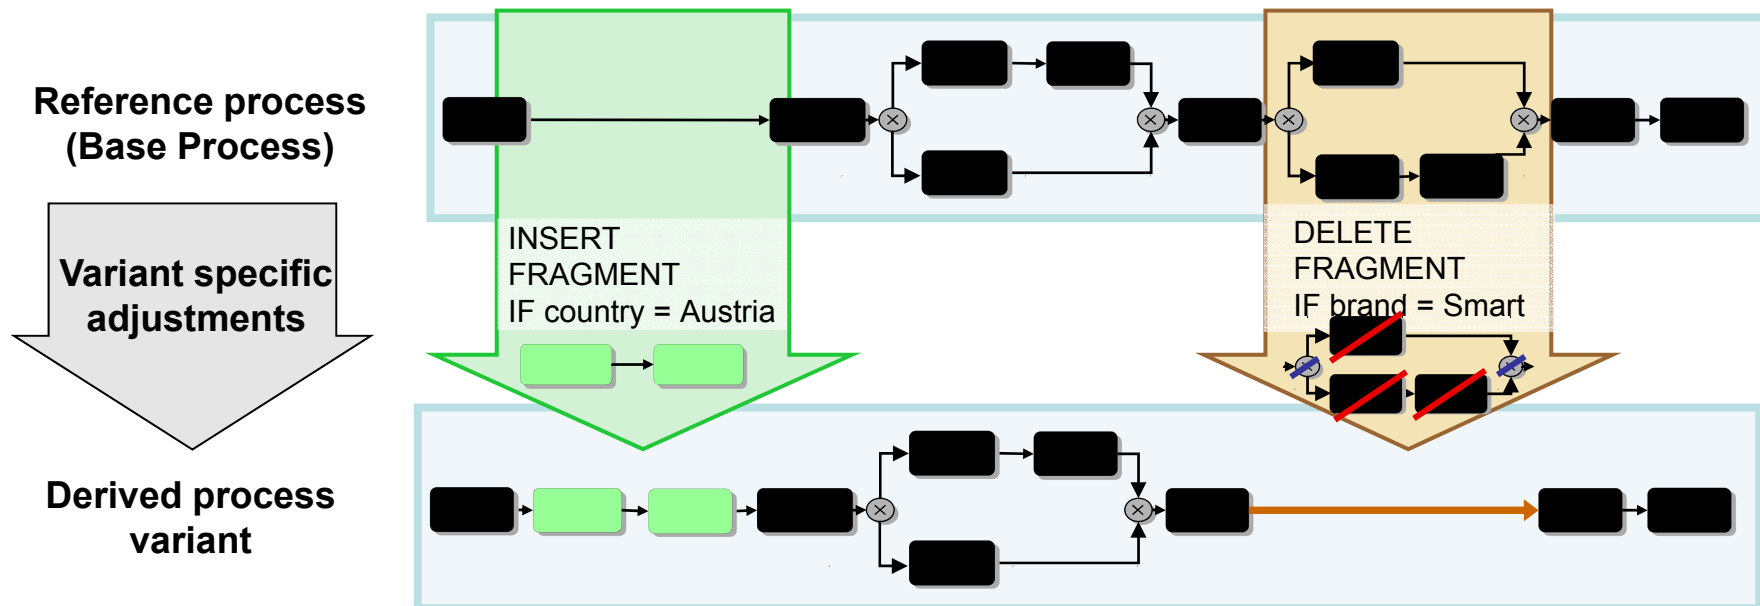 Reference process
(Base Process)
Variant specific
adjustments
Derived process
variant
INSERT
FRAGMENT
IF country = Austria
DELETE
FRAGMENT
IF brand = Smart